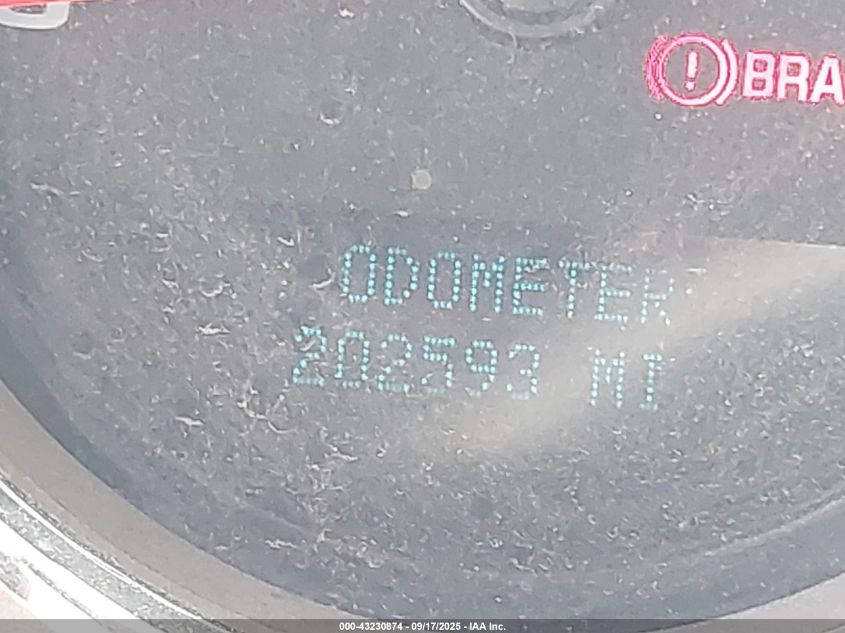 BRA
ODOMETER
202593 MI
000-43230874 - 09/17/2025 - IAA Inc.